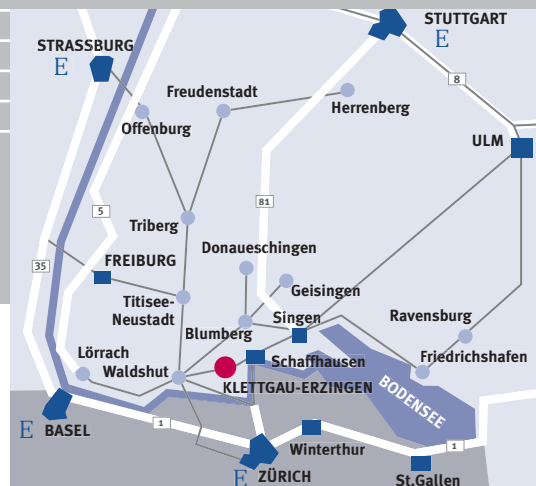 STUTTGART
E
STRASSBURG
E
8
Freudenstadt
Herrenberg
Offenburg
ULM
81
5
Triberg
Donaueschingen
FREIBURG
35
Geisingen
Titisee-
Neustadt
Singen
Ravensburg
Blumberg
Lörrach
Schaffhausen
Friedrichshafen
Waldshut
KLETTGAU-ERZINGEN
BODENSEE
E
BASEL
1
1
Winterthur
E
ZÜRICH
St.Gallen